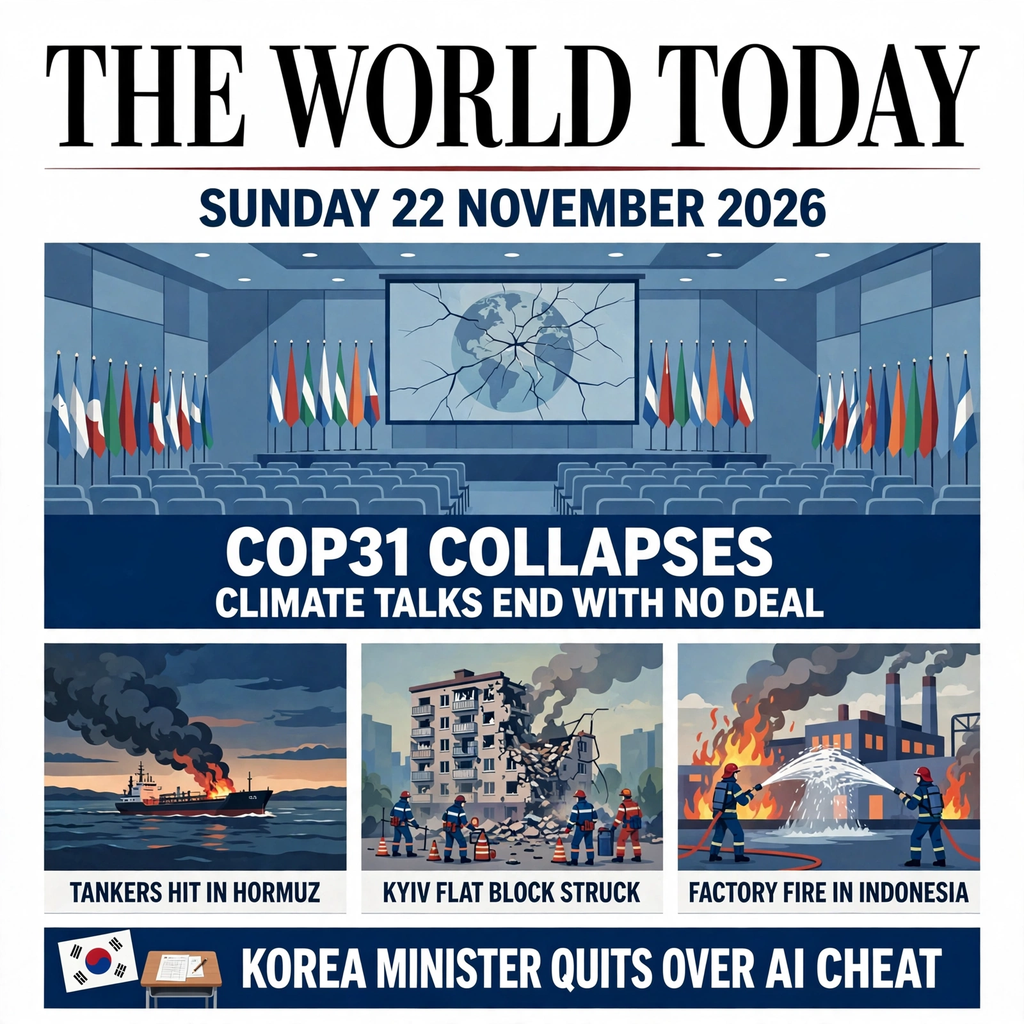 THE WORLD TODAY
SUNDAY 22 NOVEMBER 2026
COP31 COLLAPSES
CLIMATE TALKS END WITH NO DEAL
TANKERS HIT IN HORMUZ
KYIV FLAT BLOCK STRUCK
FACTORY FIRE IN INDONESIA
KOREA MINISTER QUITS OVER AI CHEAT